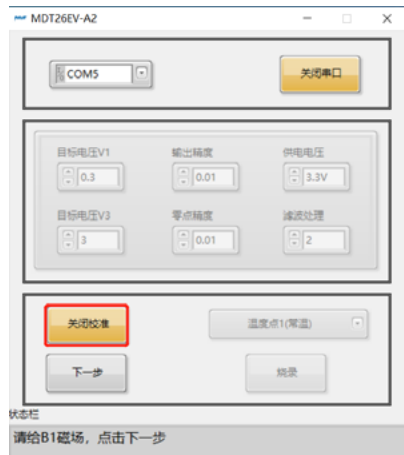 MDT26EV-A2
COM5
关闭串口
目标电压V1 输出精度 供电电压
0.3 0.01 3.3V
目标电压V3 零点精度 滤波处理
3 0.01 2
关闭校准 温度点1(常温)
下一步 烧录
状态栏
请给B1磁场，点击下一步